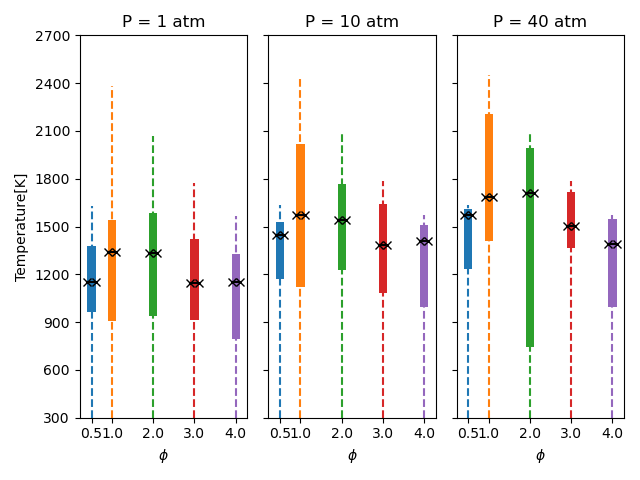 P = 1 atm
P = 10 atm
P = 40 atm
Temperature[K]
2700
2400
2100
1800
1500
1200
900
600
300
0.5 1.0 2.0 3.0 4.0
0.5 1.0 2.0 3.0 4.0
0.5 1.0 2.0 3.0 4.0
ϕ
ϕ
ϕ